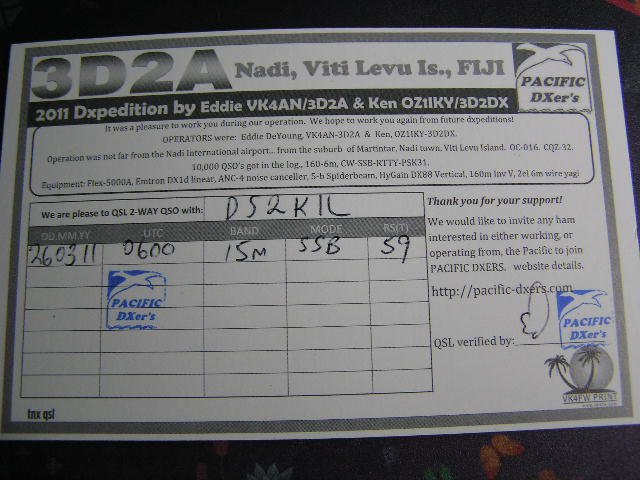 3D2A Nadi, Viti Levu Is., FIJI
PACIFIC
DXer's
2011 Dxpedition by Eddie VK4AN/3D2A & Ken OZ1IKY/3D2DX
It was a pleasure to work you during our operation. We hope to work you again from future dxpeditions!
OPERATORS were: Eddie DeYoung, VK4AN-3D2A & Ken, OZ1IKY-3D2DX.
Operation was not far from the Nadi International airport... from the suburb of Martintar, Nadi town, Viti Levu Island. OC-016. CQZ-32.
10,000 QSO's got in the log., 160-6m, CW-SSB-RTTY-PSK31.
Equipment: Flex-5000A, Emtron DX1d linear, ANC-4 noise canceller, 5-b Spiderbeam, HyGain DX88 Vertical, 160m inv V, 2el 6m wire yagi
We are please to QSL 2-WAY QSO with: DS2KIL
DD.MM.YY UTC BAND MODE RS(T)
260311 0600 15M SSB 59
PACIFIC
DXer's
Thank you for your support!
We would like to invite any ham
interested in either working, or
operating from, the Pacific to join
PACIFIC DXERS. website details.
http://pacific-dxers.com
QSL verified by:
PACIFIC
DXer's
VK4FW PRINT
tnx qsl